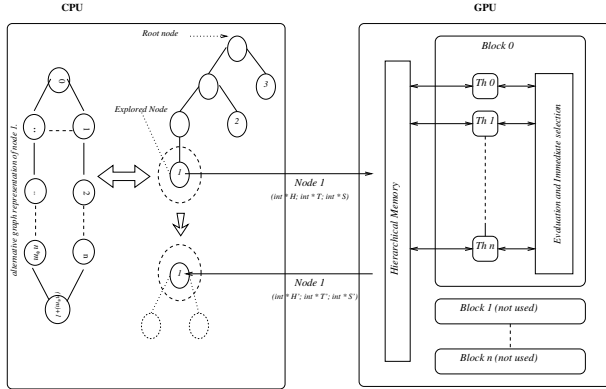 CPU
GPU
Root node
Block 0
Explored Node
3
2
1
Th 0
Th 1
Th n
Node 1
(int * H; int * T; int * S)
1
Node 1
(int * H'; int * T'; int * S')
Hierarchical Memory
Evaluation and Immediate selection
Block 1 (not used)
Block n (not used)
alternative graph representation of node 1.
0
1
2
n